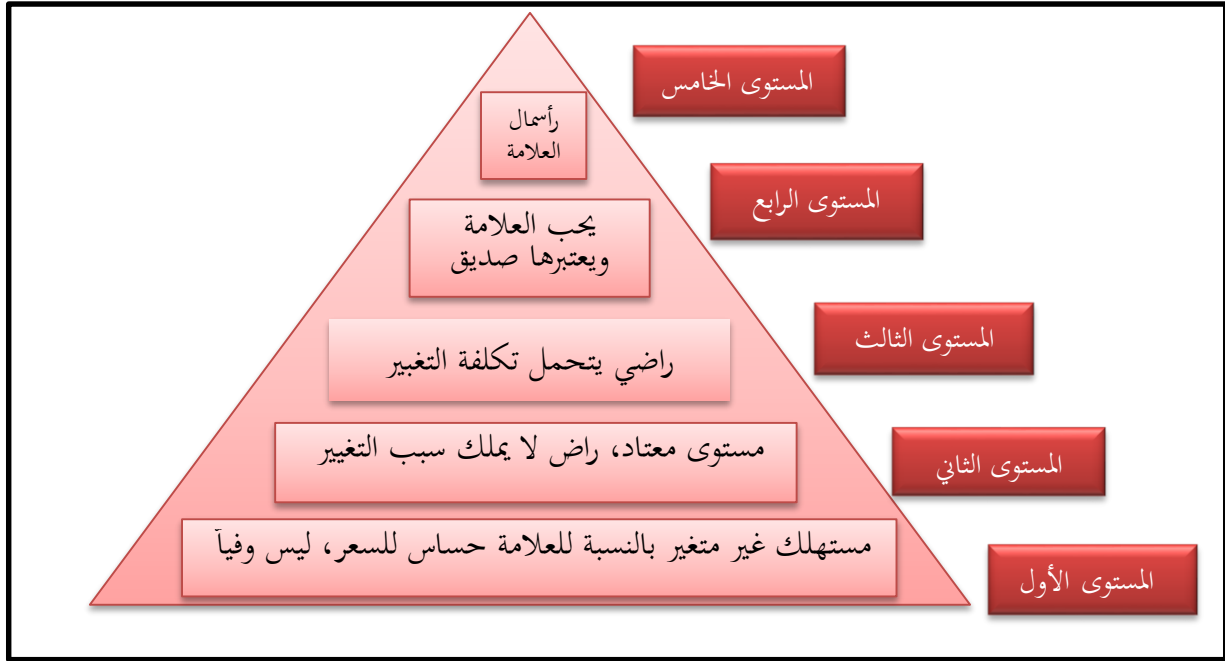 المستوى الخامس
رأسمال
العلامة
المستوى الرابع
يحب العلامة
ويعتبرها صديق
المستوى الثالث
راضي يتحمل تكلفة التغيير
المستوى الثاني
مستوى معتاد، راض لا يملك سبب التغيير
المستوى الأول
مستهلك غير متغير بالنسبة للعلامة حساس للسعر، ليس وفياً